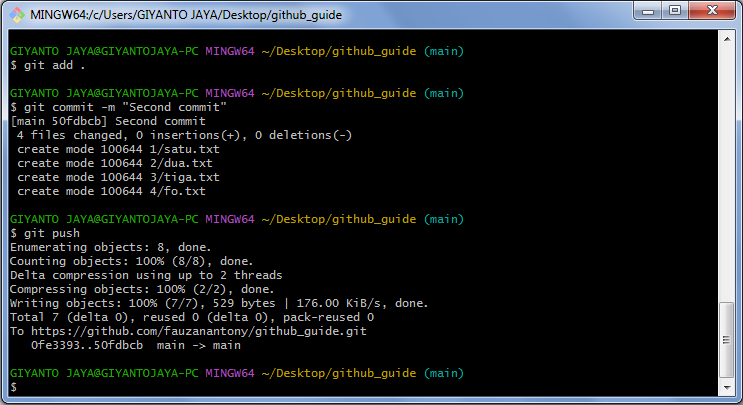 MINGW64:/c/Users/GIYANTO JAYA/Desktop/github_guide
GIYANTO JAYA@GIYANTOJAYA-PC MINGW64 ~/Desktop/github_guide (main)
$ git add .
GIYANTO JAYA@GIYANTOJAYA-PC MINGW64 ~/Desktop/github_guide (main)
$ git commit -m "Second commit"
[main 50fdbcb] Second commit
4 files changed, 0 insertions(+), 0 deletions(-)
create mode 100644 1/satu.txt
create mode 100644 2/dua.txt
create mode 100644 3/tiga.txt
create mode 100644 4/fo.txt
GIYANTO JAYA@GIYANTOJAYA-PC MINGW64 ~/Desktop/github_guide (main)
$ git push
Enumerating objects: 8, done.
Counting objects: 100% (8/8), done.
Delta compression using up to 2 threads
Compressing objects: 100% (2/2), done.
Writing objects: 100% (7/7), 529 bytes | 176.00 KiB/s, done.
Total 7 (delta 0), reused 0 (delta 0), pack-reused 0
To https://github.com/fauzanantony/github_guide.git
0fe3393..50fdbcb  main -> main
GIYANTO JAYA@GIYANTOJAYA-PC MINGW64 ~/Desktop/github_guide (main)
$